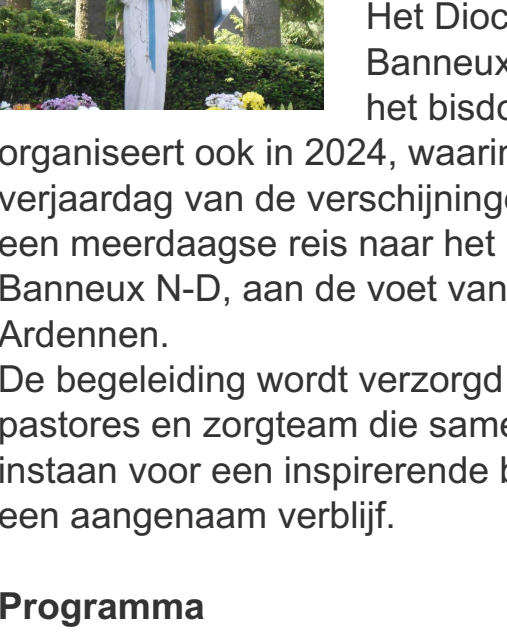 Het Dioc
Banneux
het bisdo
organiseert ook in 2024, waarin
verjaardag van de verschijninge
een meerdaagse reis naar het
Banneux N-D, aan de voet van
Ardennen.
De begeleiding wordt verzorgd
pastores en zorgteam die same
instaan voor een inspirerende b
een aangenaam verblijf.
Programma